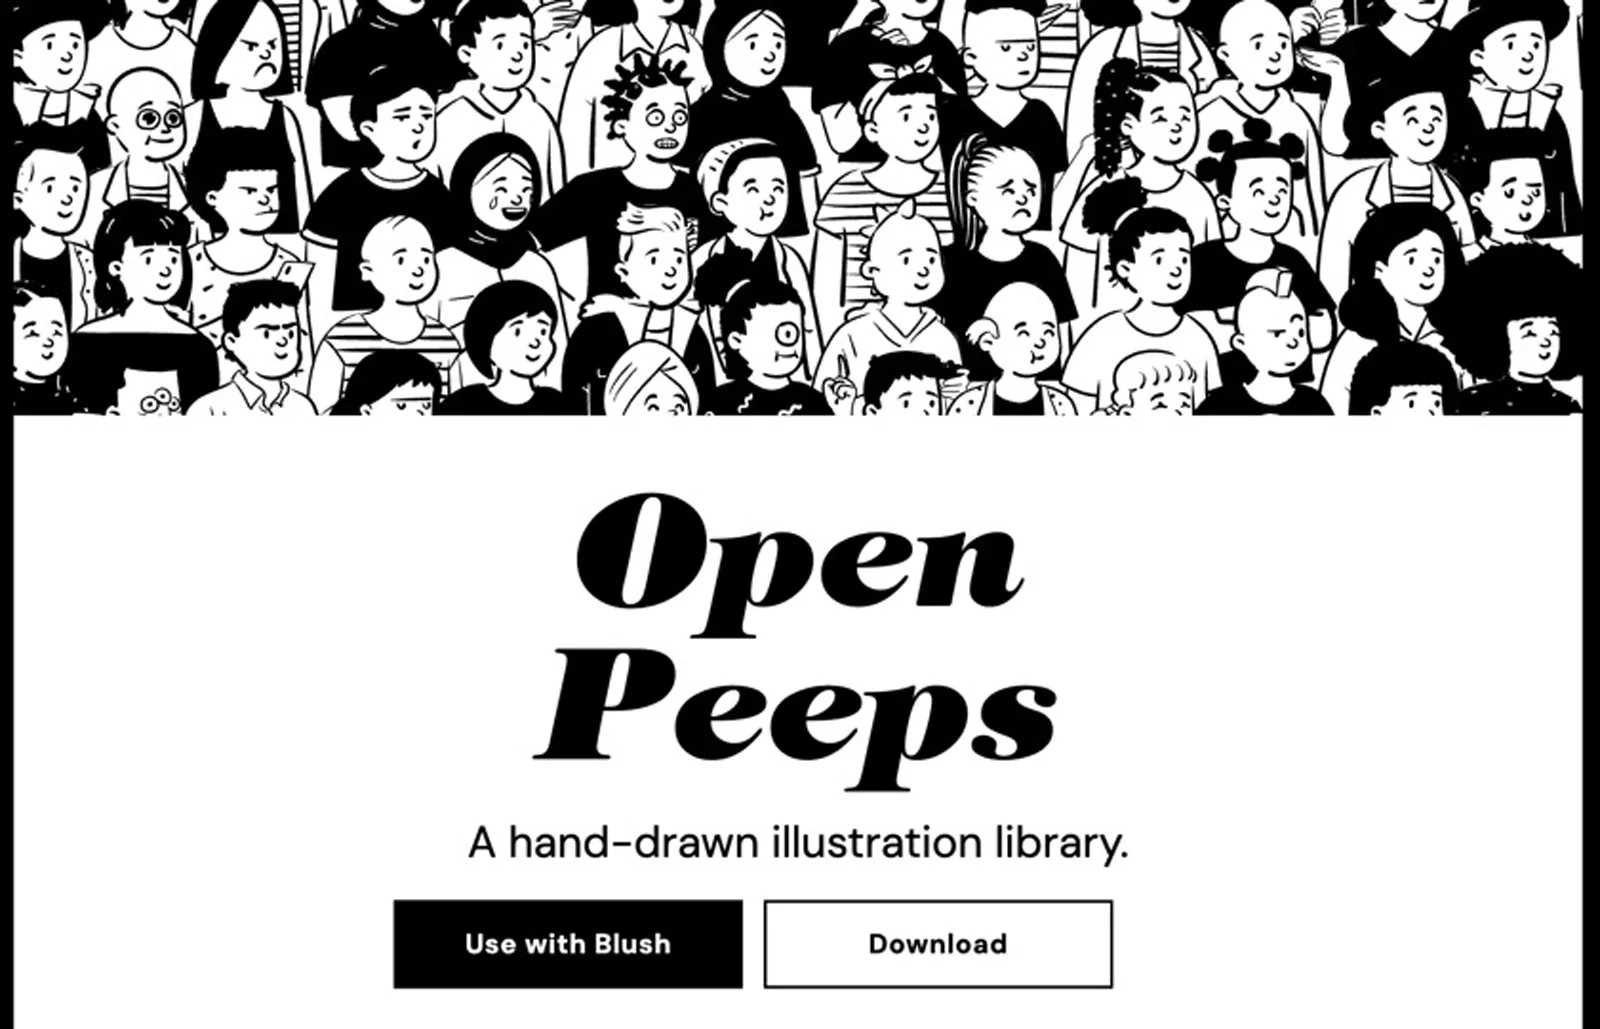 Open
Peeps
A hand-drawn illustration library.
Use with Blush
Download